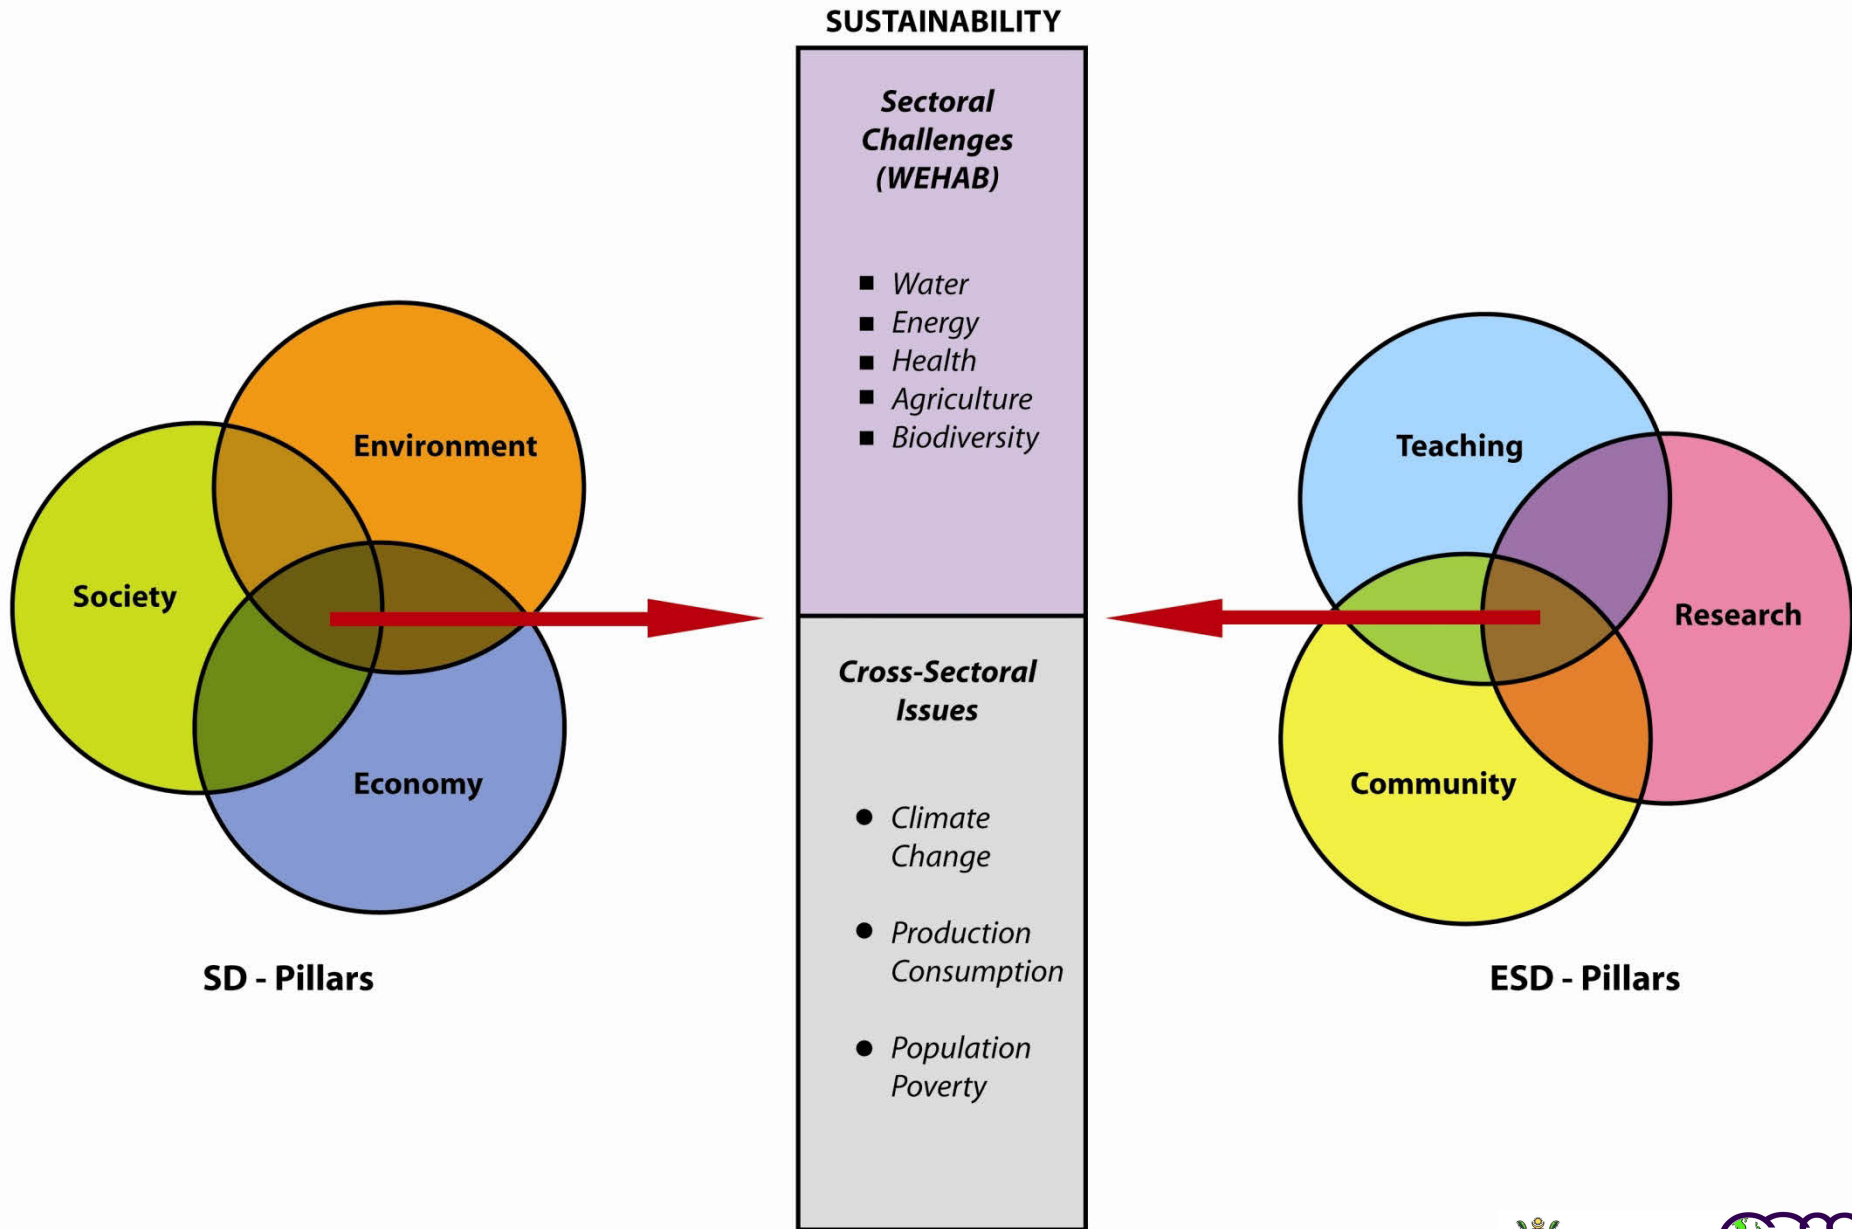 SUSTAINABILITY
Sectoral
Challenges
(WEHAB)
Water
Energy
Health
Agriculture
Biodiversity
Cross-Sectoral
Issues
Climate
Change
Production
Consumption
Population
Poverty
Environment
Society
Economy
SD - Pillars
Teaching
Research
Community
ESD - Pillars